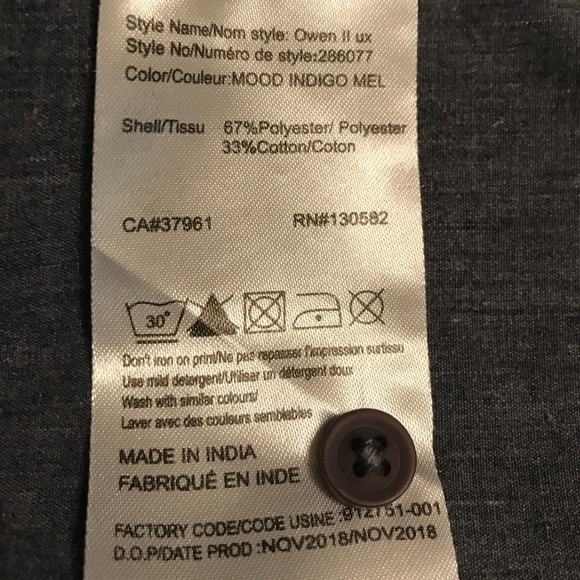 Style Name/Nom style: Owen II ux
Style No/Numéro de style:286077
Color/Couleur:MOOD INDIGO MEL
Shell/Tissu 67%Polyester/ Polyester
33%Cotton/Coton
CA#37961 RN#130582
30°
Don't iron on print/Ne pas repasser l'impression surtissu
Use mild detergent/Utiliser un détergent doux
Wash with similar colours/
Laver avec des couleurs semblables
MADE IN INDIA
FABRIQUÉ EN INDE
FACTORY CODE/CODE USINE :912751-001
D.O.P/DATE PROD :NOV2018/NOV2018